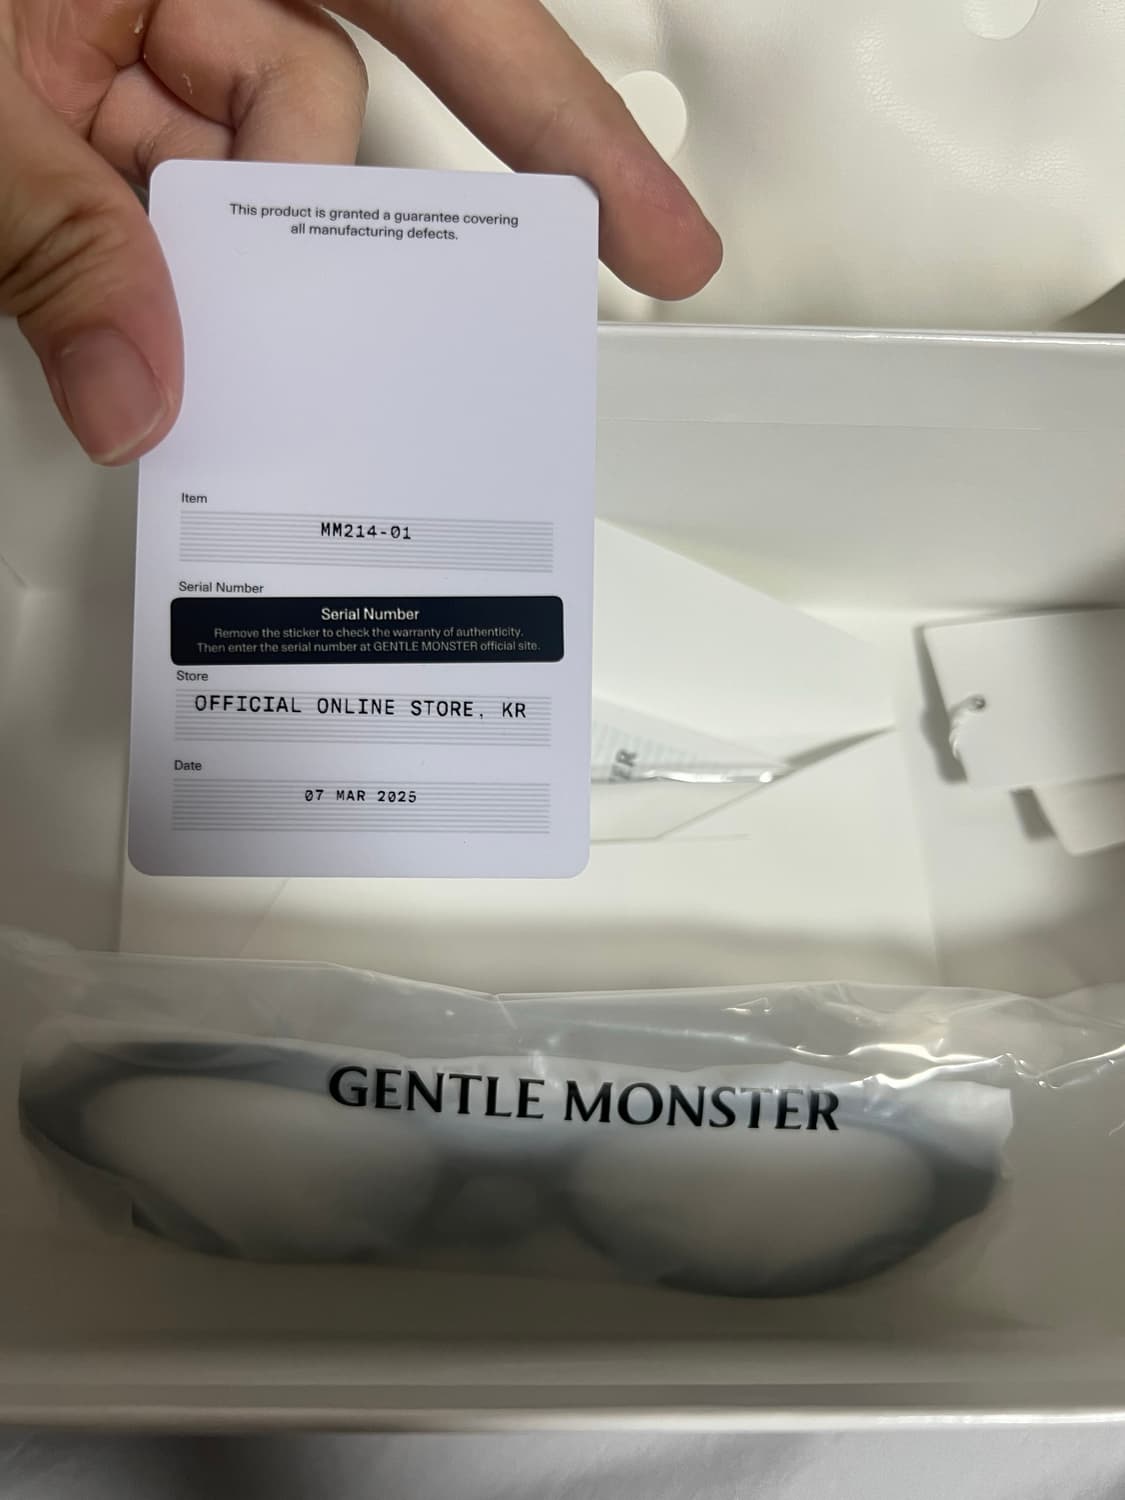 This product is granted a guarantee covering
all manufacturing defects.
Item
MM214-01
Serial Number
Serial Number
Remove the sticker to check the warranty of authenticity.
Then enter the serial number at GENTLE MONSTER official site.
Store
OFFICIAL ONLINE STORE, KR
Date
07 MAR 2025
ER
GENTLE MONSTER